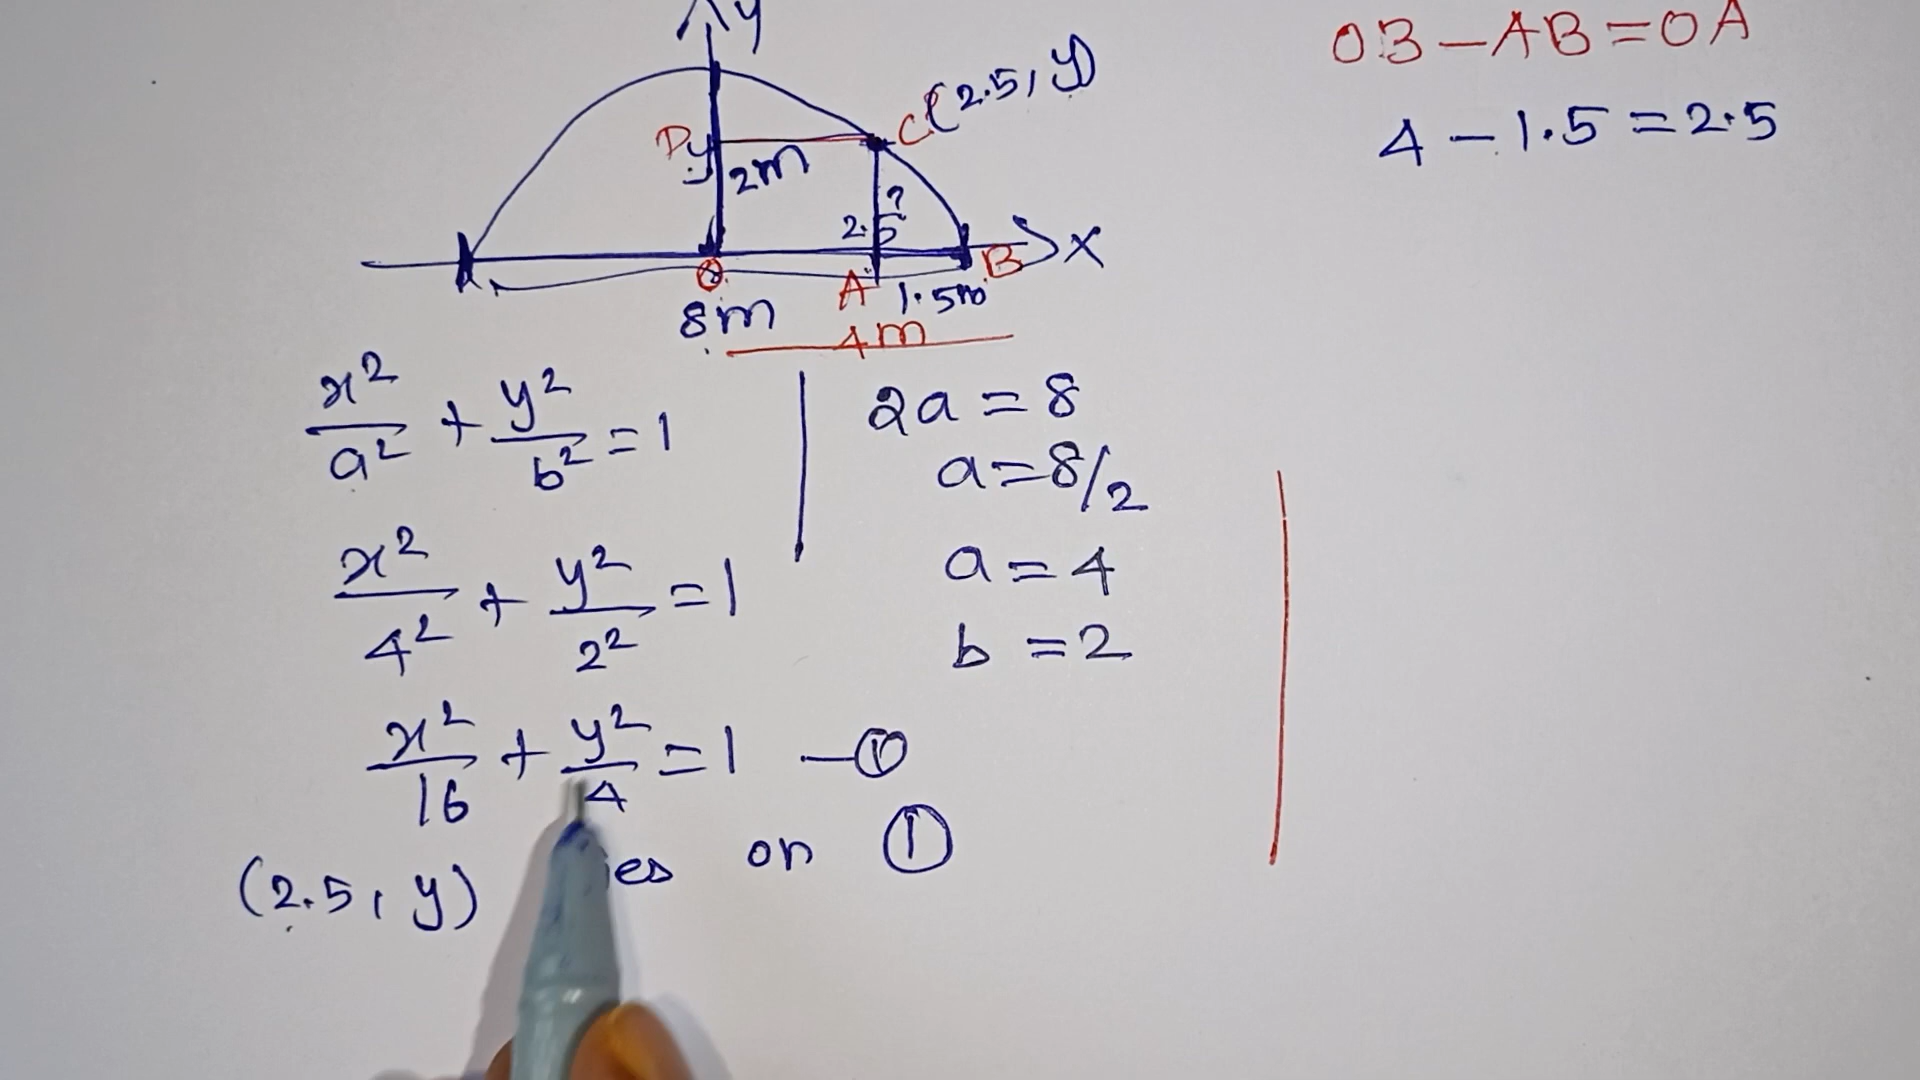 y
OB - AB = OA
C(2.5, y)
4 - 1.5 = 2.5
D y
2m
?
2.5
X
O
A
B
1.5m
8m
4m
x²/a² + y²/b² = 1
2a = 8
a = 8/2
x²/4² + y²/2² = 1
a = 4
b = 2
x²/16 + y²/4 = 1 — ①
(2.5, y) on ①